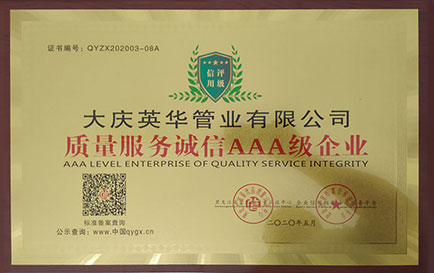 证书编号：QYZX202003-08A
信评
用级
大庆英华管业有限公司
质量服务诚信AAA级企业
AAA LEVEL ENTERPRISE OF QUALITY SERVICE INTEGRITY
标准备案查询
公示查询：www.中国qygx.cn
二〇二〇年五月